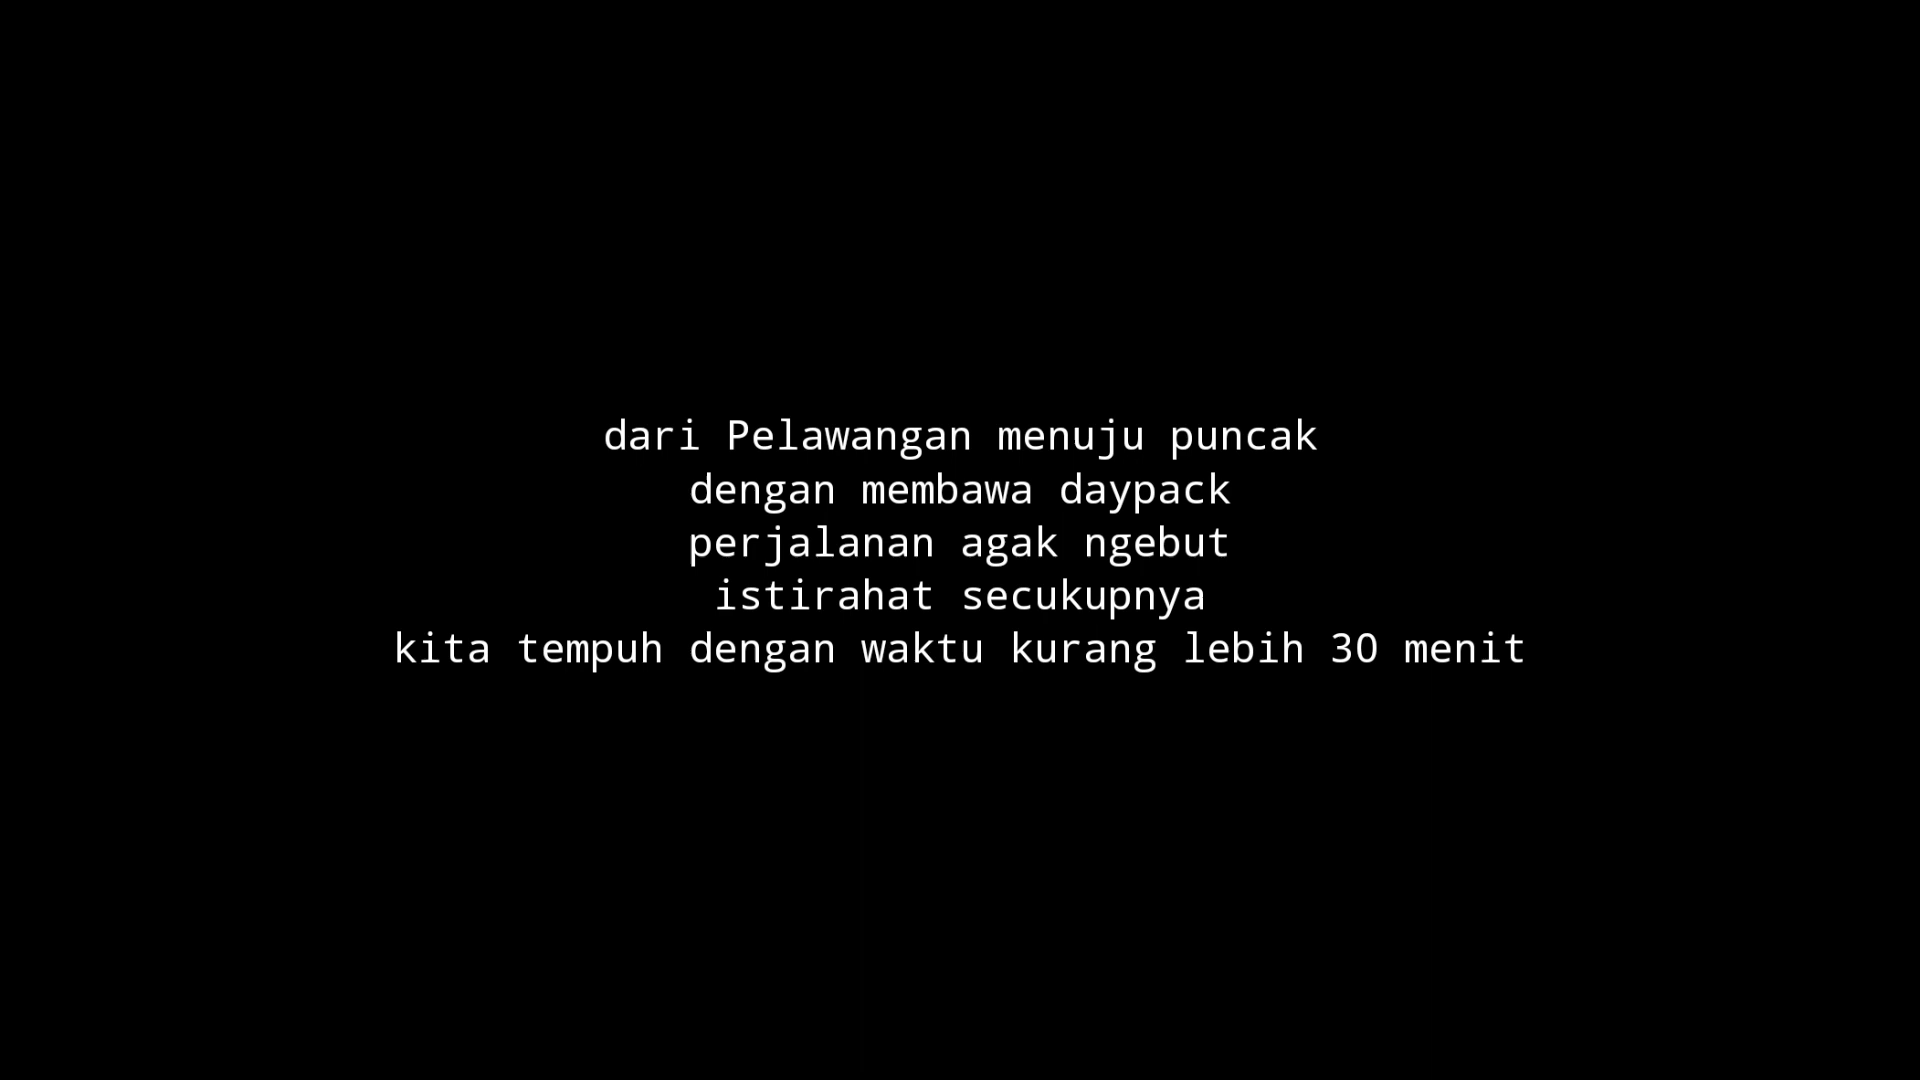 dari Pelawangan menuju puncak
dengan membawa daypack
perjalanan agak ngebut
istirahat secukupnya
kita tempuh dengan waktu kurang lebih 30 menit